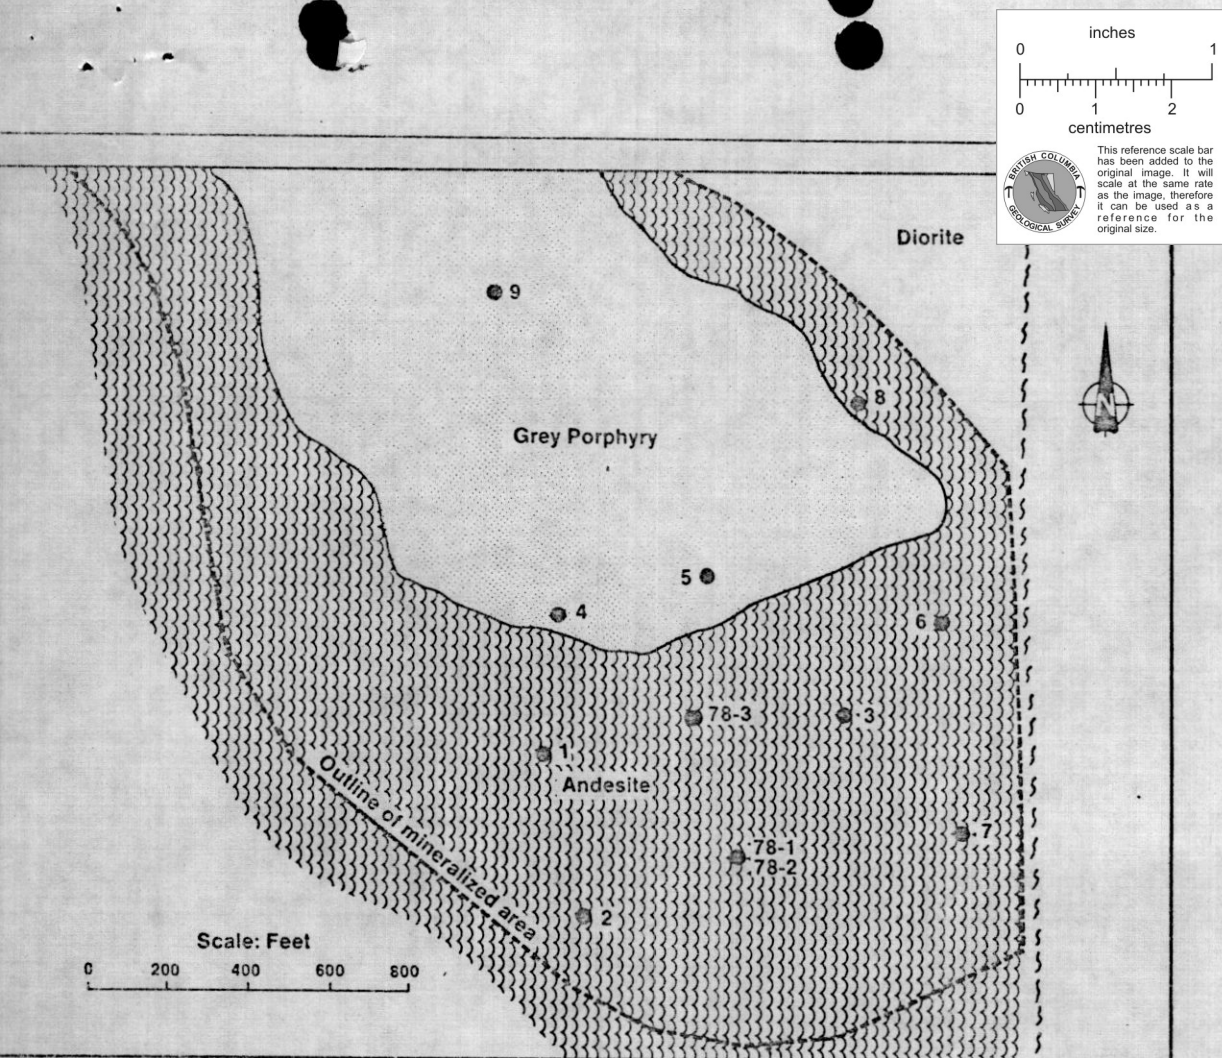 inches
0 1
0 1 2
centimetres
BRITISH COLUMBIA
GEOLOGICAL SURVEY
This reference scale bar
has been added to the
original image. It will
scale at the same rate
as the image, therefore
it can be used as a
reference for the
original size.
Diorite
9
8
N
Grey Porphyry
5
4
6
78-3
3
1
Andesite
Outline of mineralized area
7
78-1
78-2
2
Scale: Feet
0 200 400 600 800